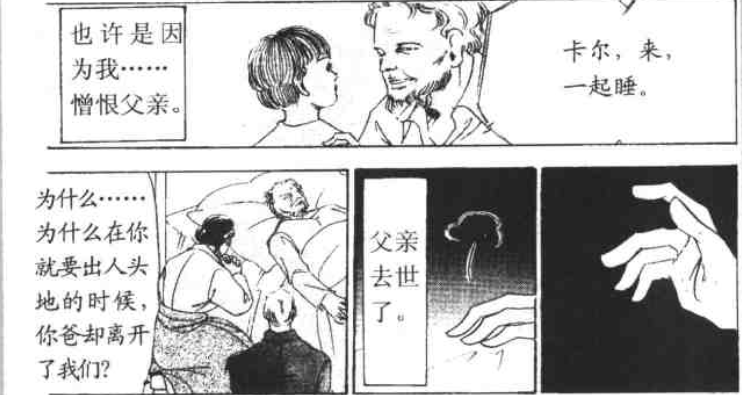 卡尔，来，
一起睡。
也许是因
为我……
憎恨父亲。
父亲
去世
了。
为什么……
为什么在你
就要出人头
地的时候，
你爸却离开
了我们？